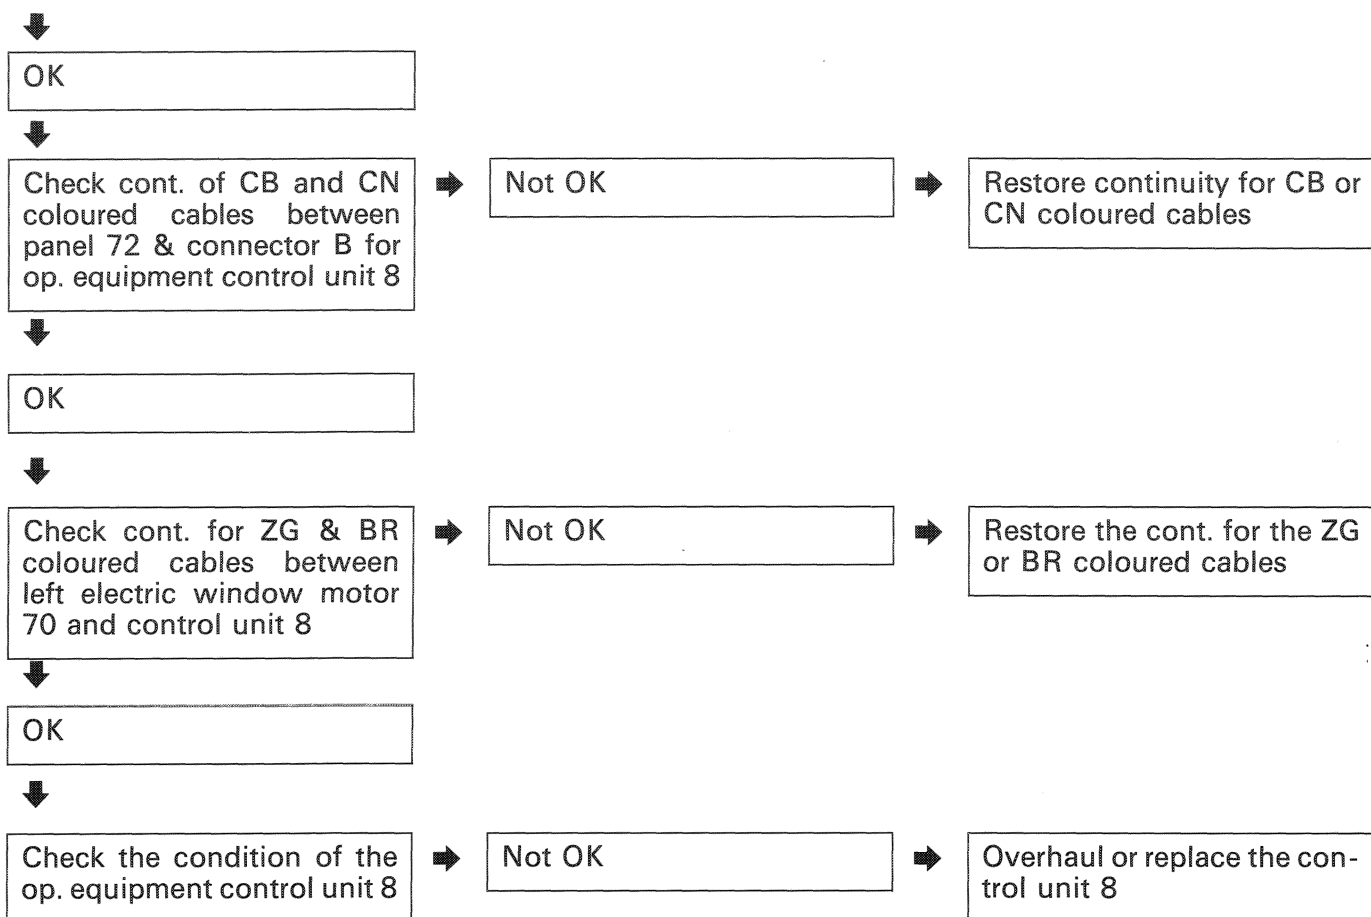 OK
Check cont. of CB and CN
coloured cables between
panel 72 & connector B for
op. equipment control unit 8
Not OK
Restore continuity for CB or
CN coloured cables
OK
Check cont. for ZG & BR
coloured cables between
left electric window motor
70 and control unit 8
Not OK
Restore the cont. for the ZG
or BR coloured cables
OK
Check the condition of the
op. equipment control unit 8
Not OK
Overhaul or replace the con-
trol unit 8